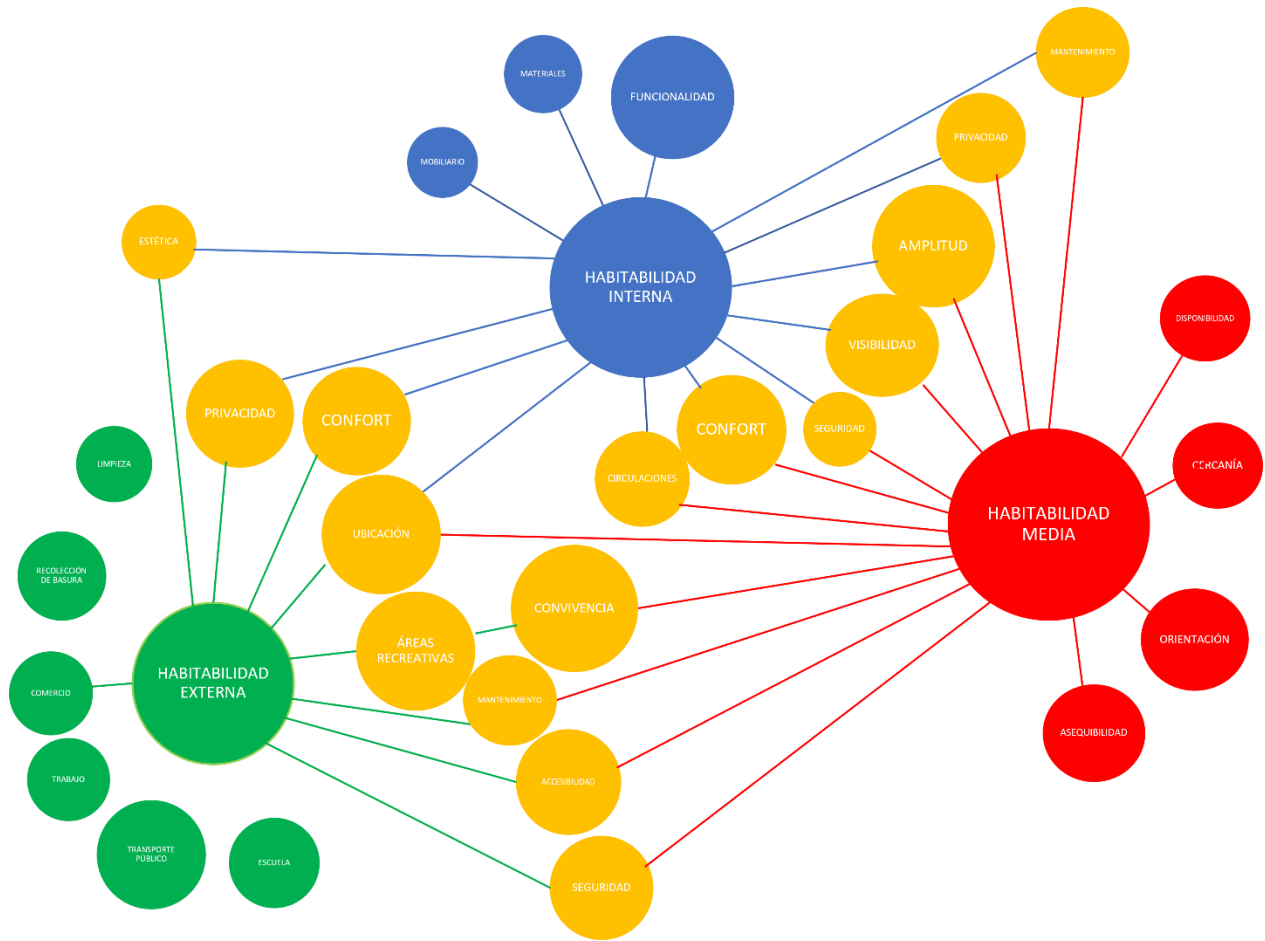 MANTENIMIENTO
MATERIALES
FUNCIONALIDAD
PRIVACIDAD
MOBILIARIO
ESTÉTICA
AMPLITUD
HABITABILIDAD
INTERNA
DISPONIBILIDAD
VISIBILIDAD
PRIVACIDAD
CONFORT
CONFORT
SEGURIDAD
LIMPIEZA
CERCANÍA
CIRCULACIONES
HABITABILIDAD
MEDIA
UBICACIÓN
RECOLECCIÓN
DE BASURA
CONVIVENCIA
ORIENTACIÓN
ÁREAS
RECREATIVAS
HABITABILIDAD
EXTERNA
COMERCIO
MANTENIMIENTO
ASEQUIBILIDAD
TRABAJO
ACCESIBILIDAD
TRANSPORTE
PÚBLICO
ESCUELA
SEGURIDAD